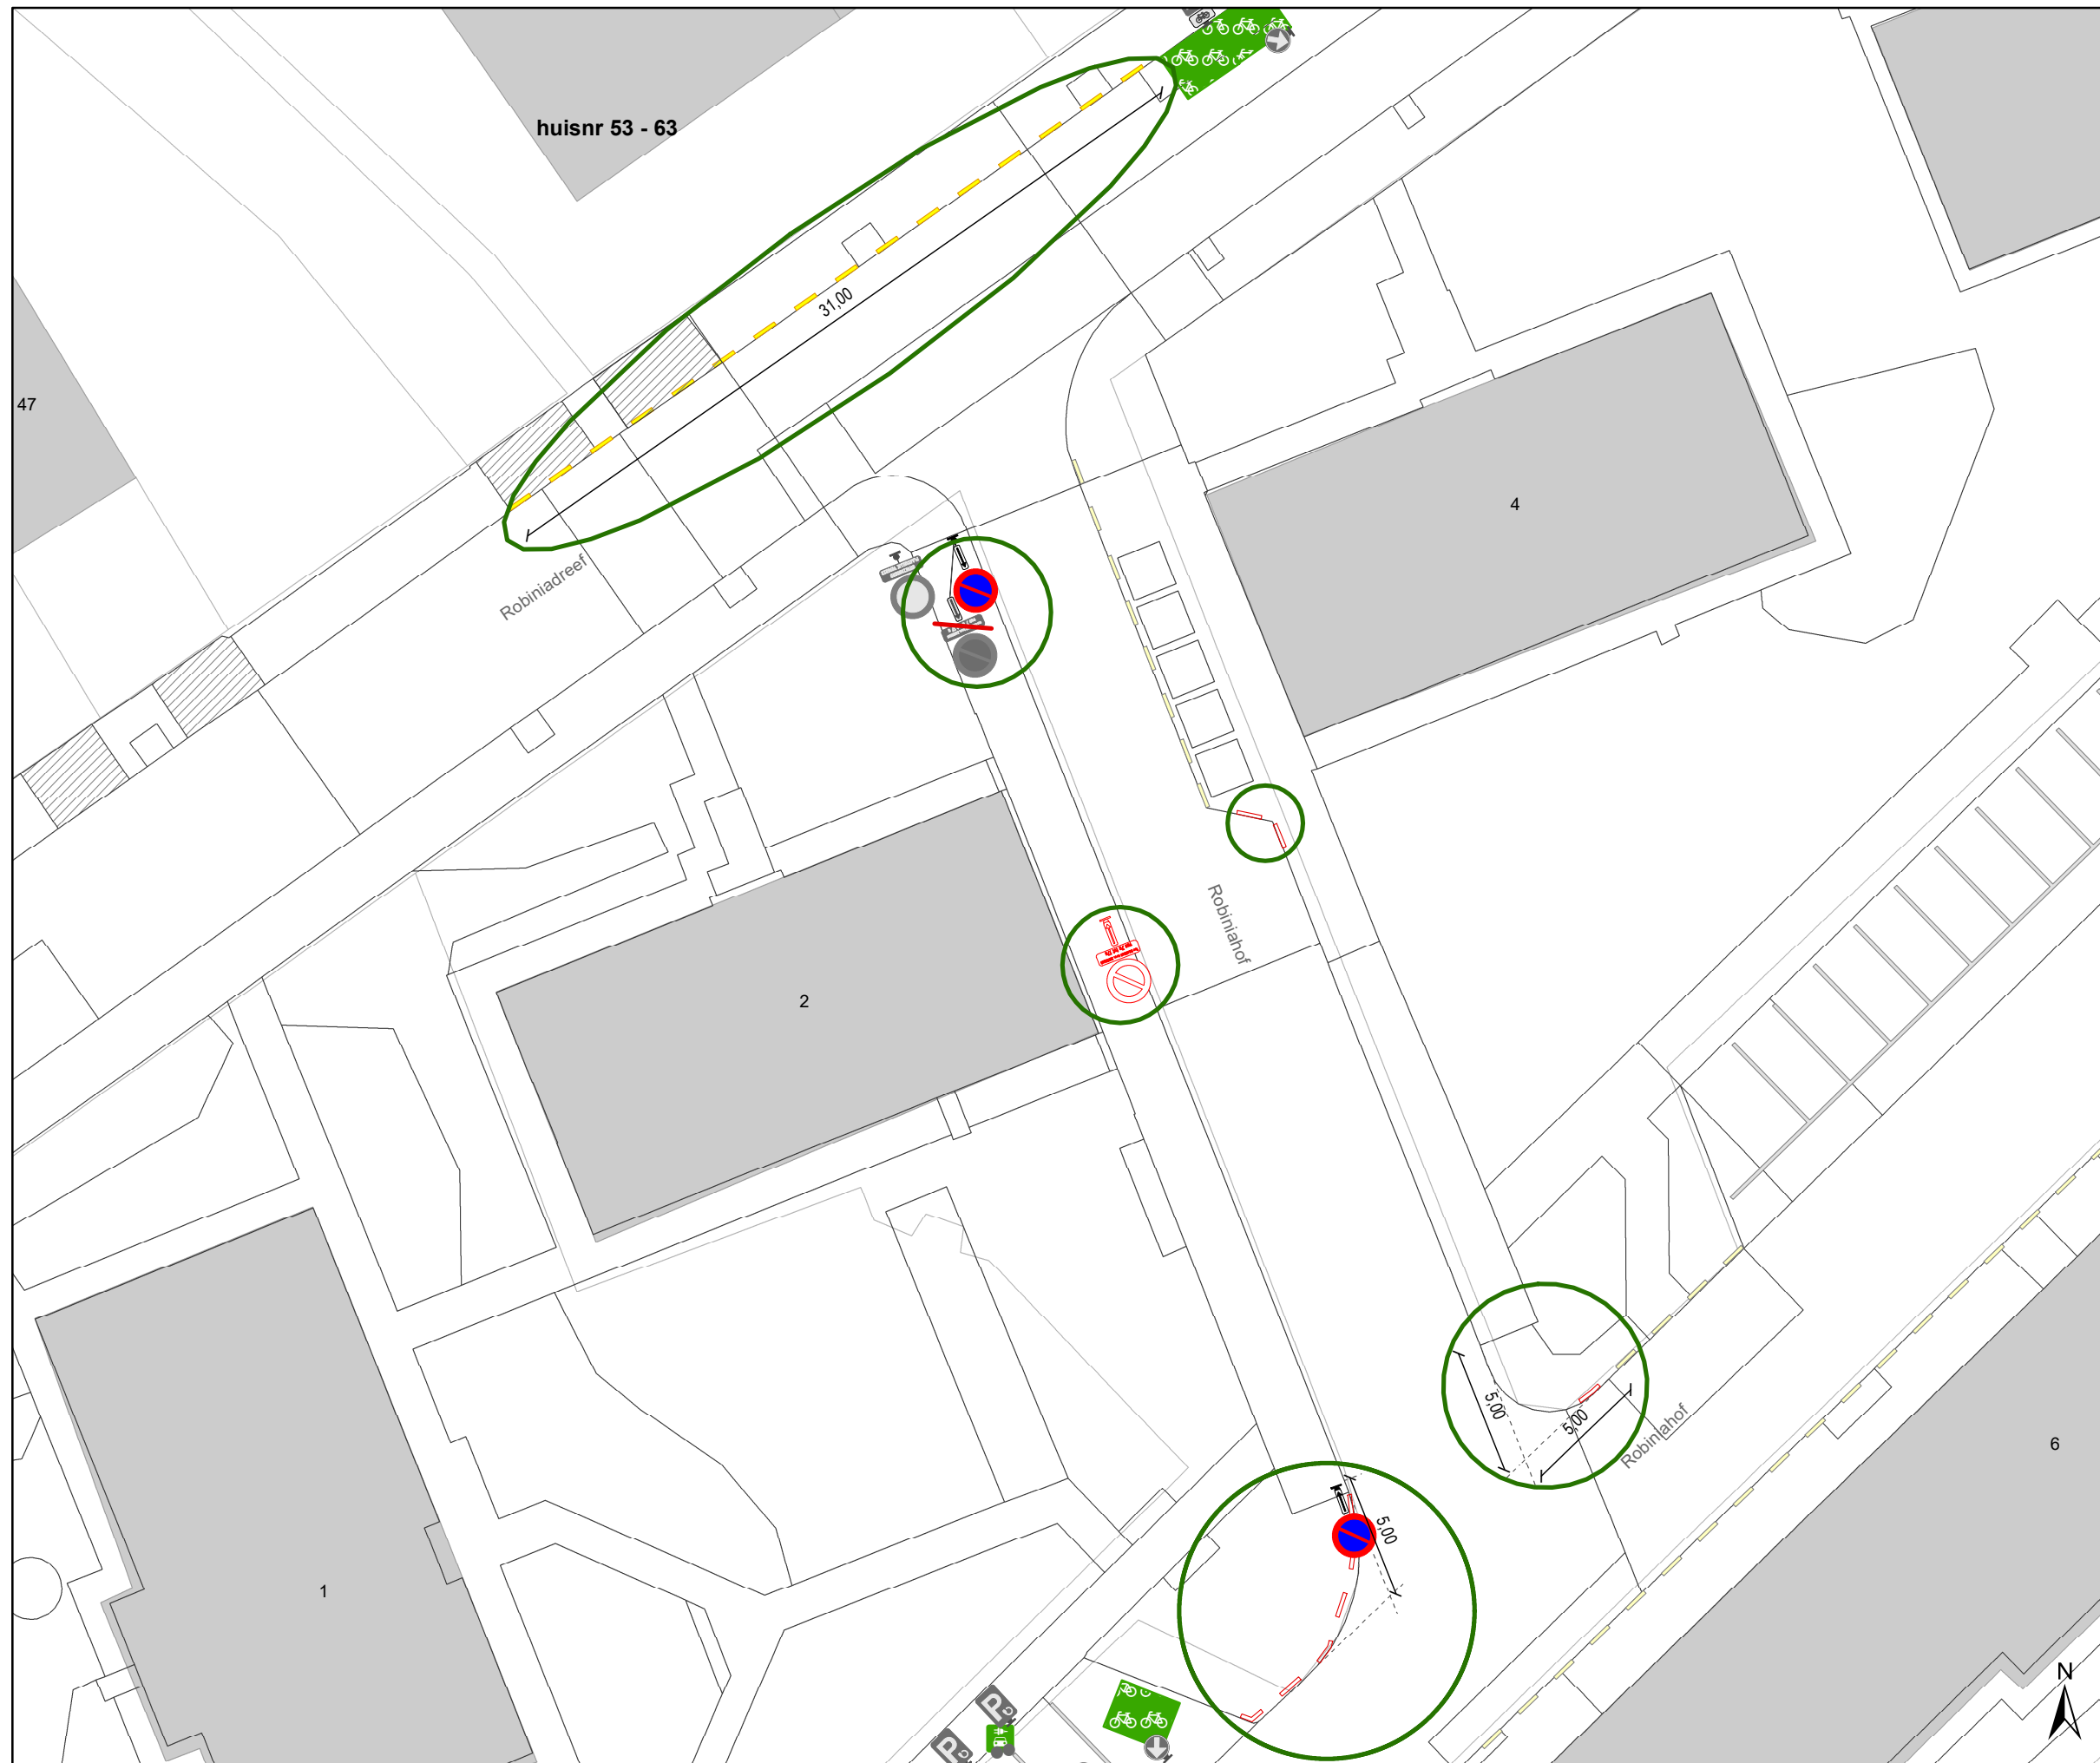 huisnr 53 - 63
31,00
47
4
Robiniadreef
Robiniahof
2
5,00
5,00
Robiniahof
6
5,00
1
N
P
P